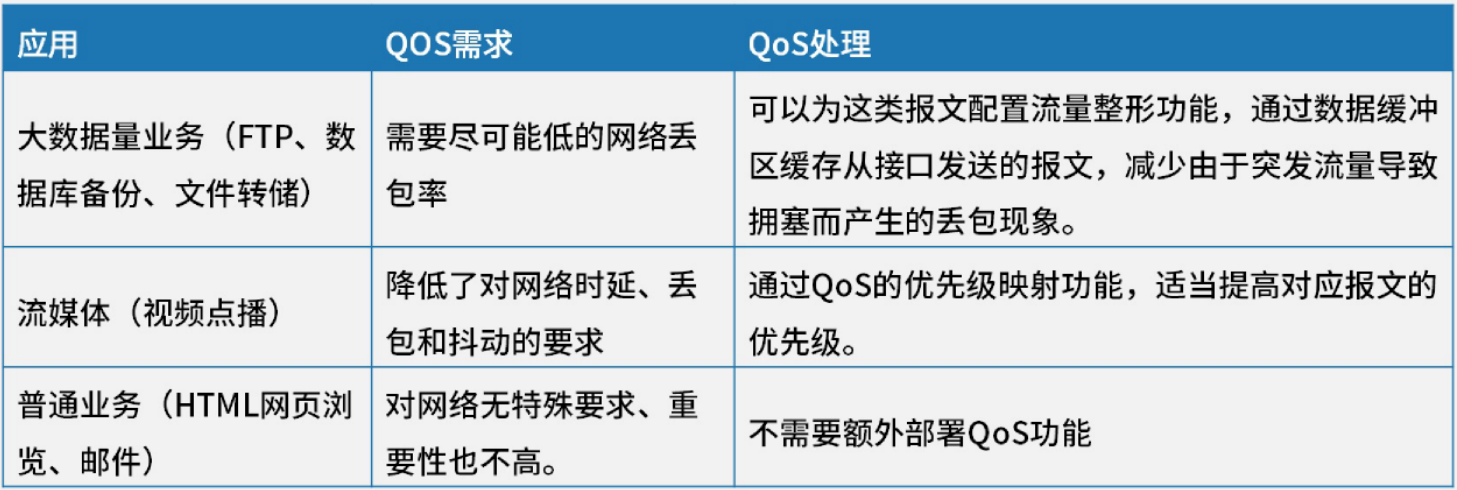 应用
QOS需求
QoS处理
大数据量业务（FTP、数
据库备份、文件转储）
需要尽可能低的网络丢
包率
可以为这类报文配置流量整形功能，通过数据缓冲
区缓存从接口发送的报文，减少由于突发流量导致
拥塞而产生的丢包现象。
流媒体（视频点播）
降低了对网络时延、丢
包和抖动的要求
通过QoS的优先级映射功能，适当提高对应报文的
优先级。
普通业务（HTML网页浏
览、邮件）
对网络无特殊要求、重
要性也不高。
不需要额外部署QoS功能